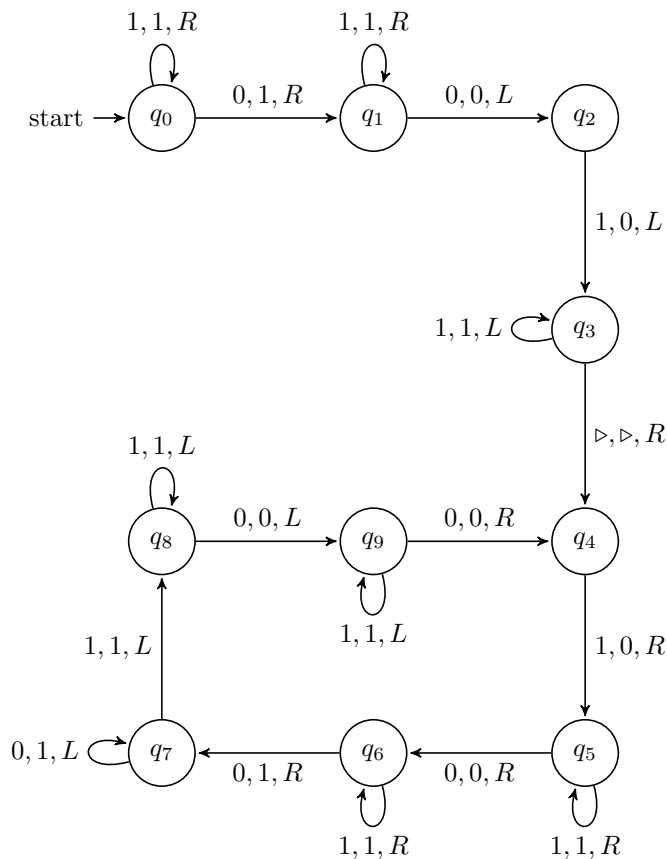 1, 1, R 1, 1, R
start q0 0, 1, R q1 0, 0, L q2
1, 0, L
1, 1, L q3
▷, ▷, R
1, 1, L
q8 0, 0, L q9 0, 0, R q4
1, 1, L 1, 1, L 1, 0, R
0, 1, L q7 0, 1, R q6 0, 0, R q5
1, 1, R 1, 1, R